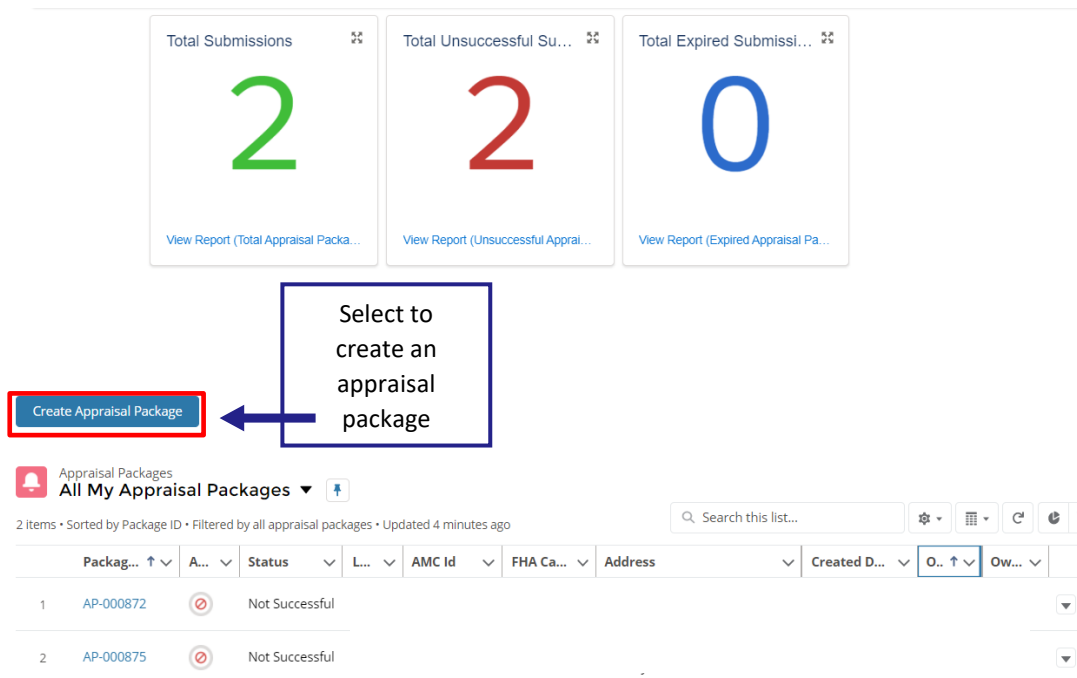 Total Submissions
Total Unsuccessful Su...
Total Expired Submissi...
2
2
0
View Report (Total Appraisal Packa...
View Report (Unsuccessful Apprai...
View Report (Expired Appraisal Pa...
Select to
create an
appraisal
package
Create Appraisal Package
Appraisal Packages
All My Appraisal Packages
2 items • Sorted by Package ID • Filtered by all appraisal packages • Updated 4 minutes ago
Search this list...
Packag... A... Status L... AMC Id FHA Ca... Address Created D... O.. Ow...
1 AP-000872 Not Successful
2 AP-000875 Not Successful